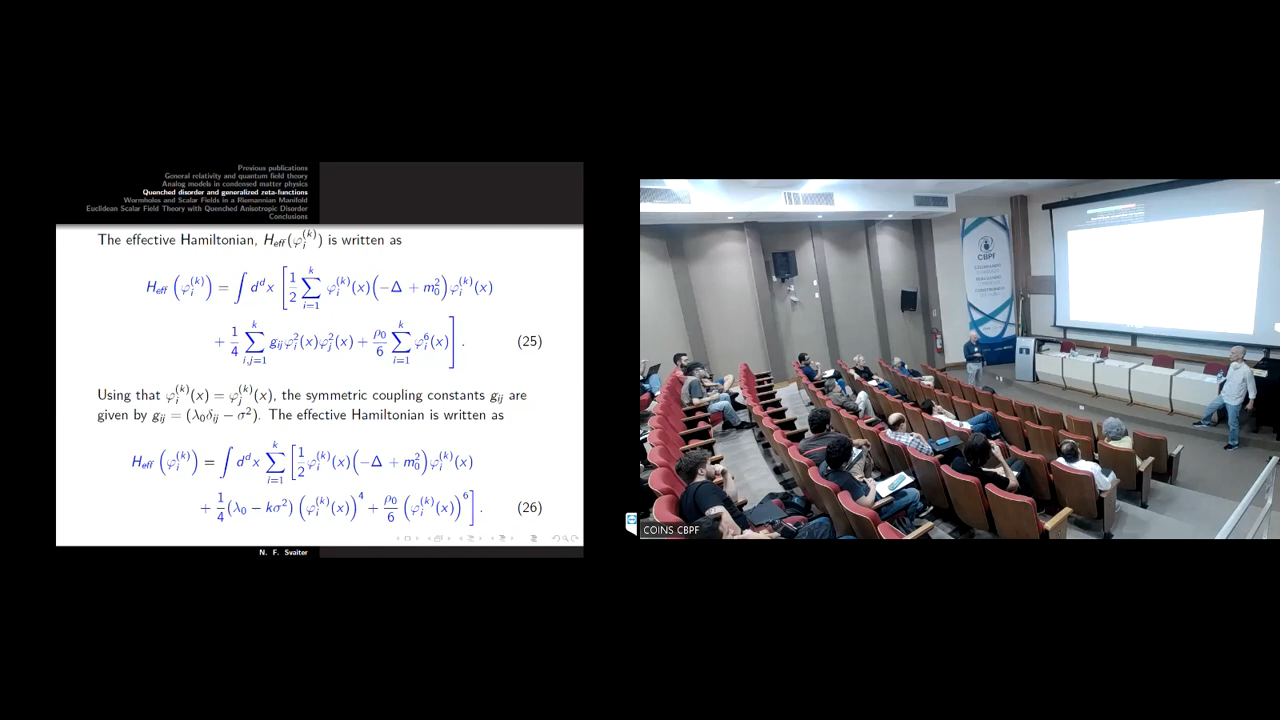 Previous publications
General relativity and quantum field theory
Analog models in condensed matter physics
Quenched disorder and generalized zeta-functions
Wormholes and Scalar Fields in a Riemannian Manifold
Euclidean Scalar Field Theory with Quenched Anisotropic Disorder
Conclusions
The effective Hamiltonian, H_eff(φ_i^(k)) is written as
H_eff (φ_i^(k)) = ∫ d^d x [ 1/2 ∑_{i=1}^{k} φ_i^(k)(x)(−Δ + m_0^2)φ_i^(k)(x)
+ 1/4 ∑_{i,j=1}^{k} g_ij φ_i^2(x)φ_j^2(x) + ρ_0/6 ∑_{i=1}^{k} φ_i^6(x) ] . (25)
Using that φ_i^(k)(x) = φ_j^(k)(x), the symmetric coupling constants g_ij are
given by g_ij = (λ_0 δ_ij − σ^2). The effective Hamiltonian is written as
H_eff (φ_i^(k)) = ∫ d^d x ∑_{i=1}^{k} [ 1/2 φ_i^(k)(x)(−Δ + m_0^2)φ_i^(k)(x)
+ 1/4 (λ_0 − kσ^2) (φ_i^(k)(x))^4 + ρ_0/6 (φ_i^(k)(x))^6 ] . (26)
N. F. Svaiter
CBPF
COINS CBPF